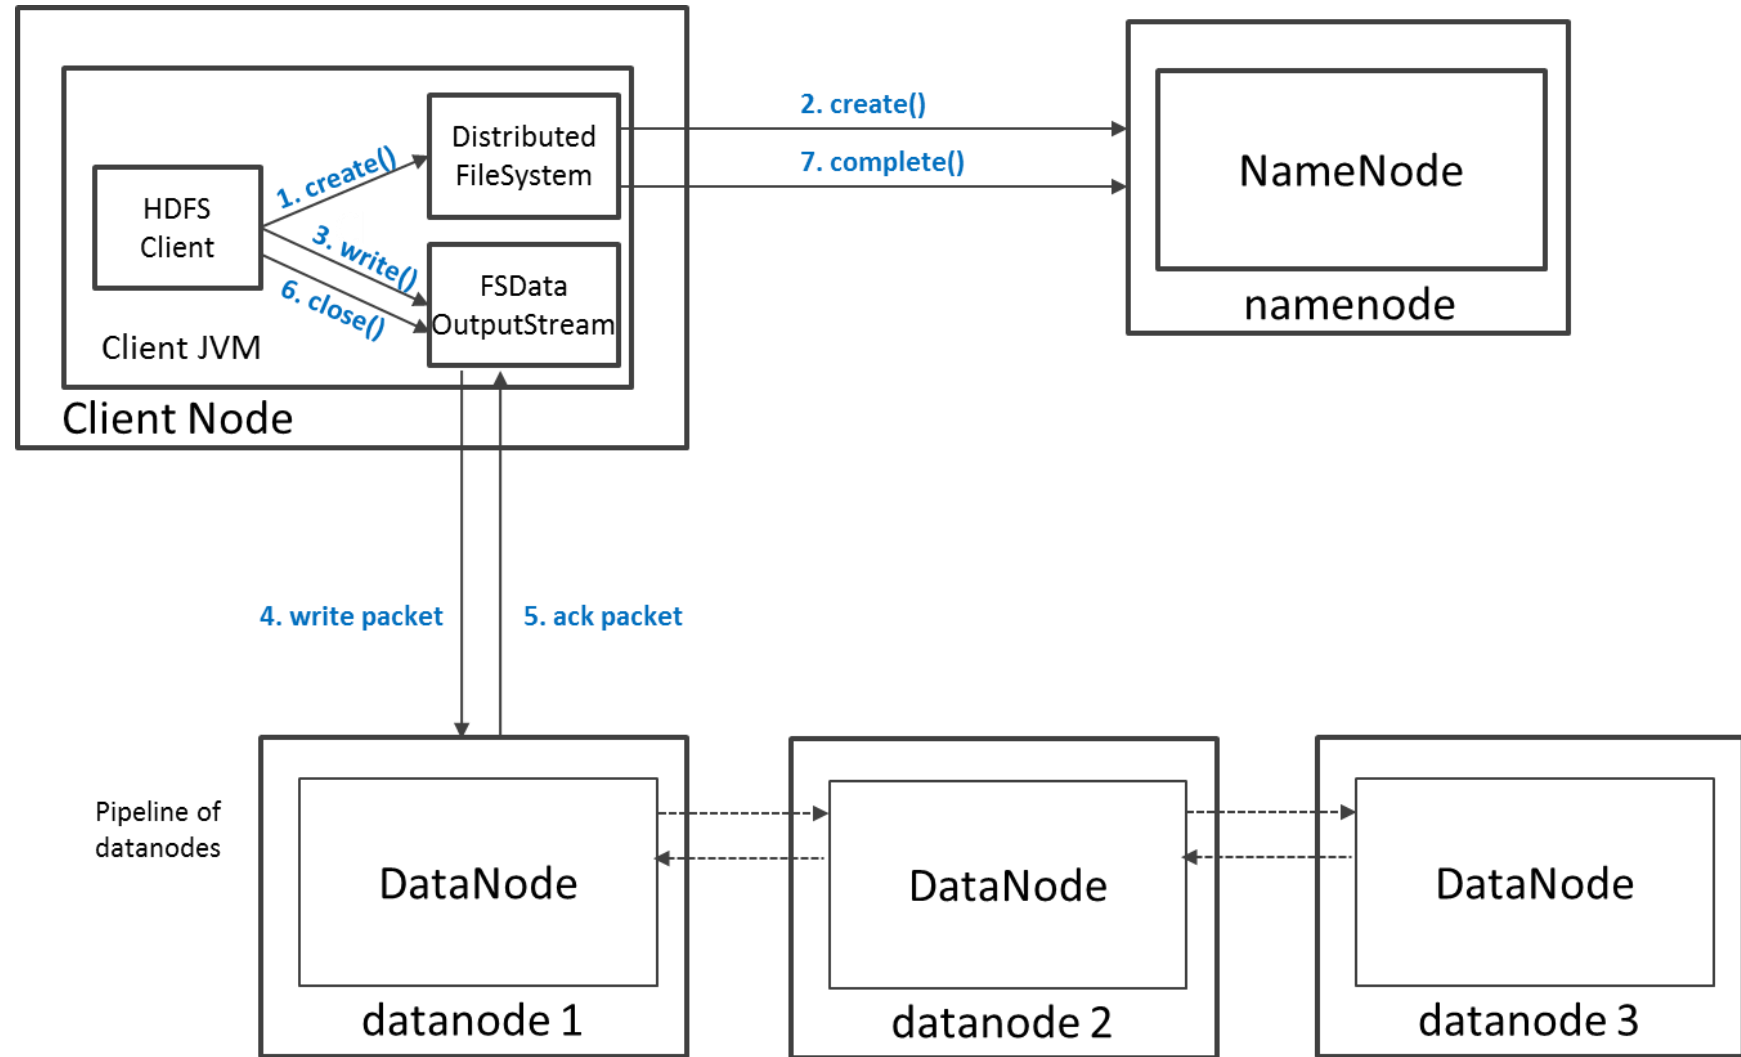 2. create()
Distributed
FileSystem
1. create()
7. complete()
NameNode
HDFS
Client
3. write()
FSData
OutputStream
6. close()
namenode
Client JVM
Client Node
4. write packet
5. ack packet
Pipeline of
datanodes
DataNode
DataNode
DataNode
datanode 1
datanode 2
datanode 3